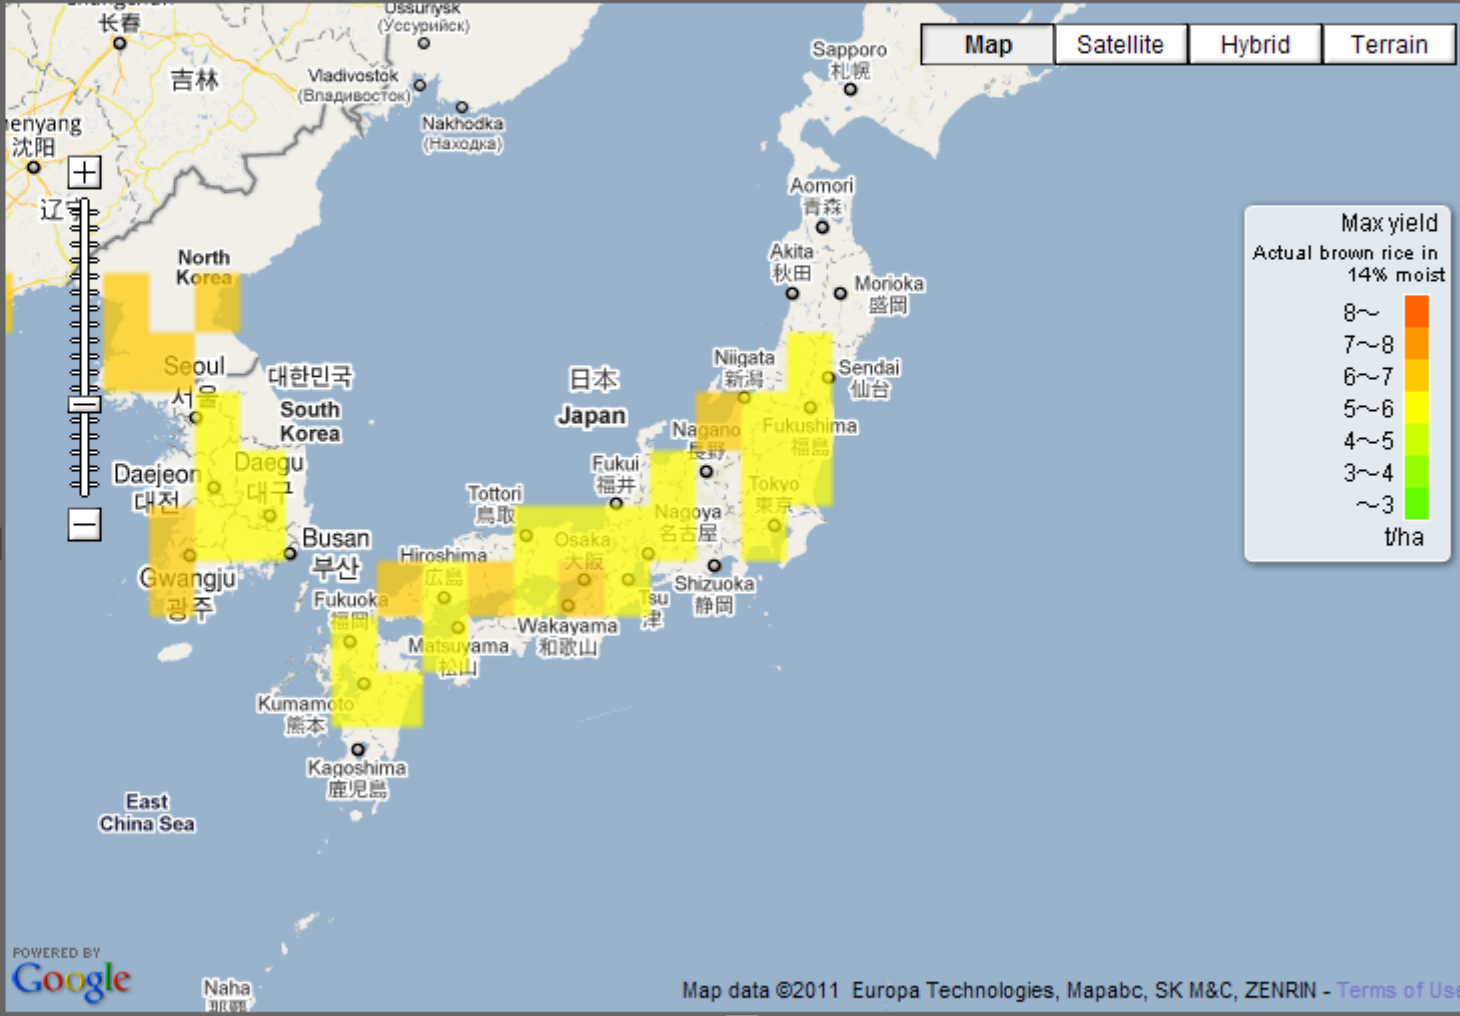 长春
Ussuriysk
(Уссурийск)
吉林
Vladivostok
(Владивосток)
Nakhodka
(Находка)
Sapporo
札幌
Map
Satellite
Hybrid
Terrain
沈阳
Aomori
青森
Akita
秋田
Morioka
盛岡
North
Korea
Max yield
Actual brown rice in
14% moist
8～
7～8
6～7
5～6
4～5
3～4
～3
t/ha
Seoul
서울
대한민국
South
Korea
日本
Japan
Niigata
新潟
Sendai
仙台
Fukushima
福島
Nagano
長野
Daejeon
대전
Daegu
대구
Fukui
福井
Tokyo
東京
Tottori
鳥取
Nagoya
名古屋
Busan
부산
Osaka
大阪
Hiroshima
広島
Gwangju
광주
Shizuoka
静岡
Fukuoka
福岡
Tsu
津
Wakayama
和歌山
Matsuyama
松山
Kumamoto
熊本
Kagoshima
鹿児島
East
China Sea
POWERED BY
Google
Naha
Map data ©2011 Europa Technologies, Mapabc, SK M&C, ZENRIN - Terms of Use